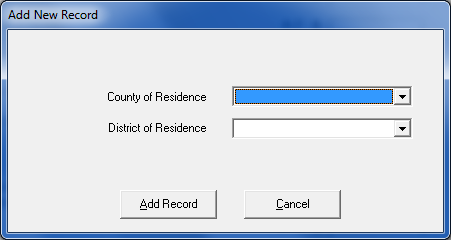 Add New Record
County of Residence
District of Residence
Add Record
Cancel